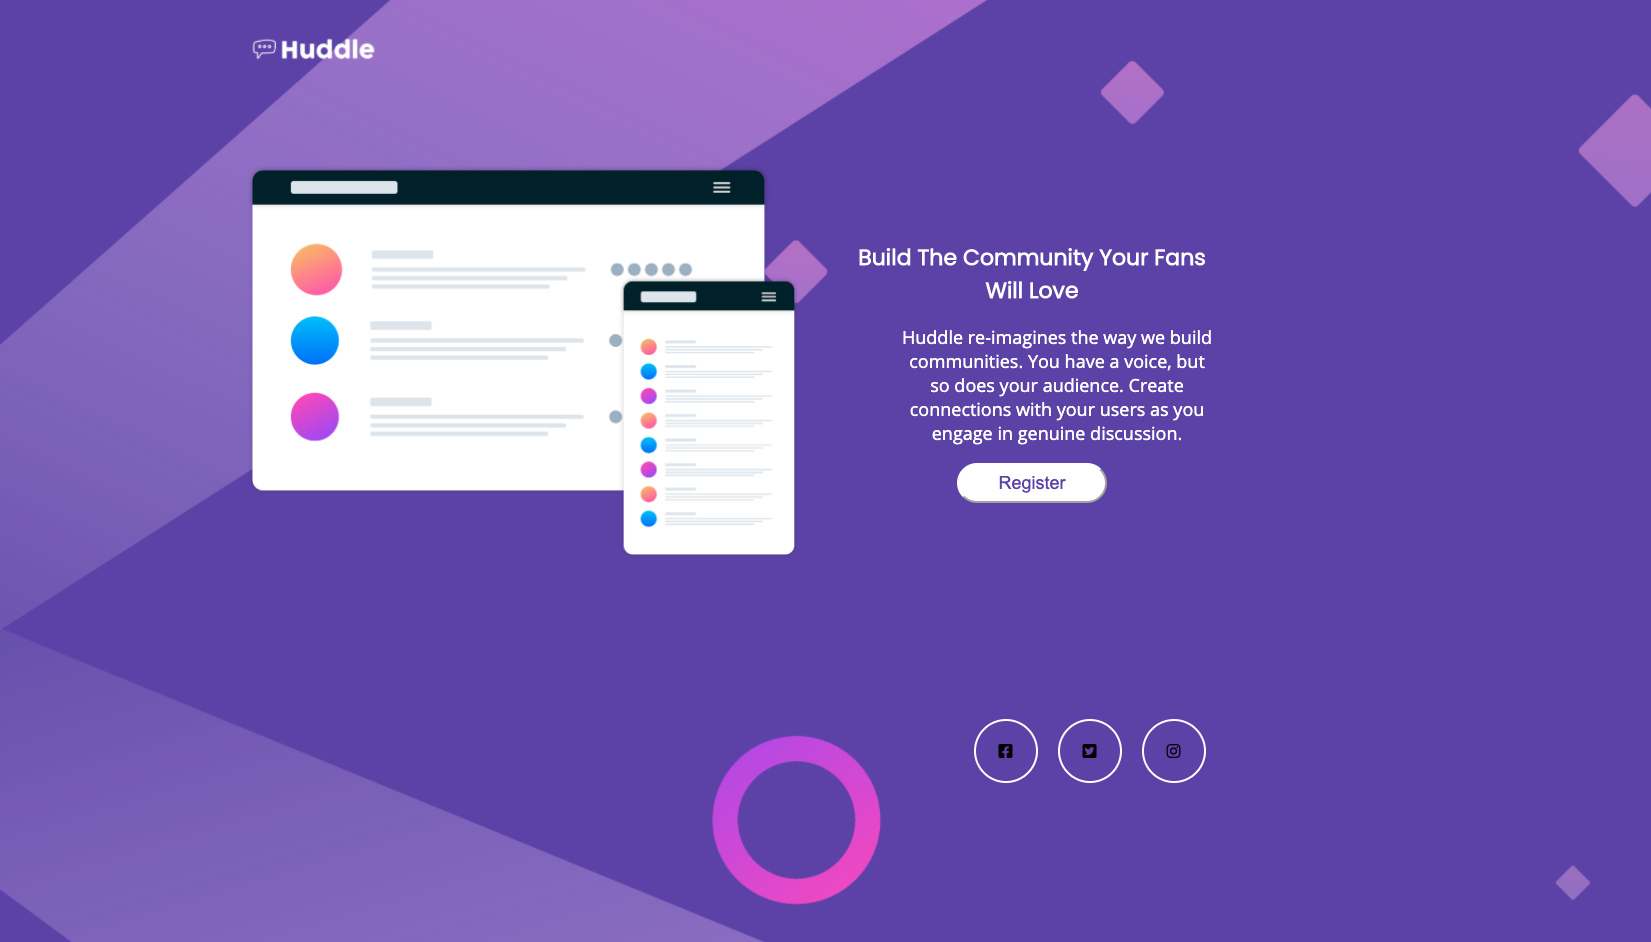 Huddle
Build The Community Your Fans
Will Love
Huddle re-imagines the way we build
communities. You have a voice, but
so does your audience. Create
connections with your users as you
engage in genuine discussion.
Register